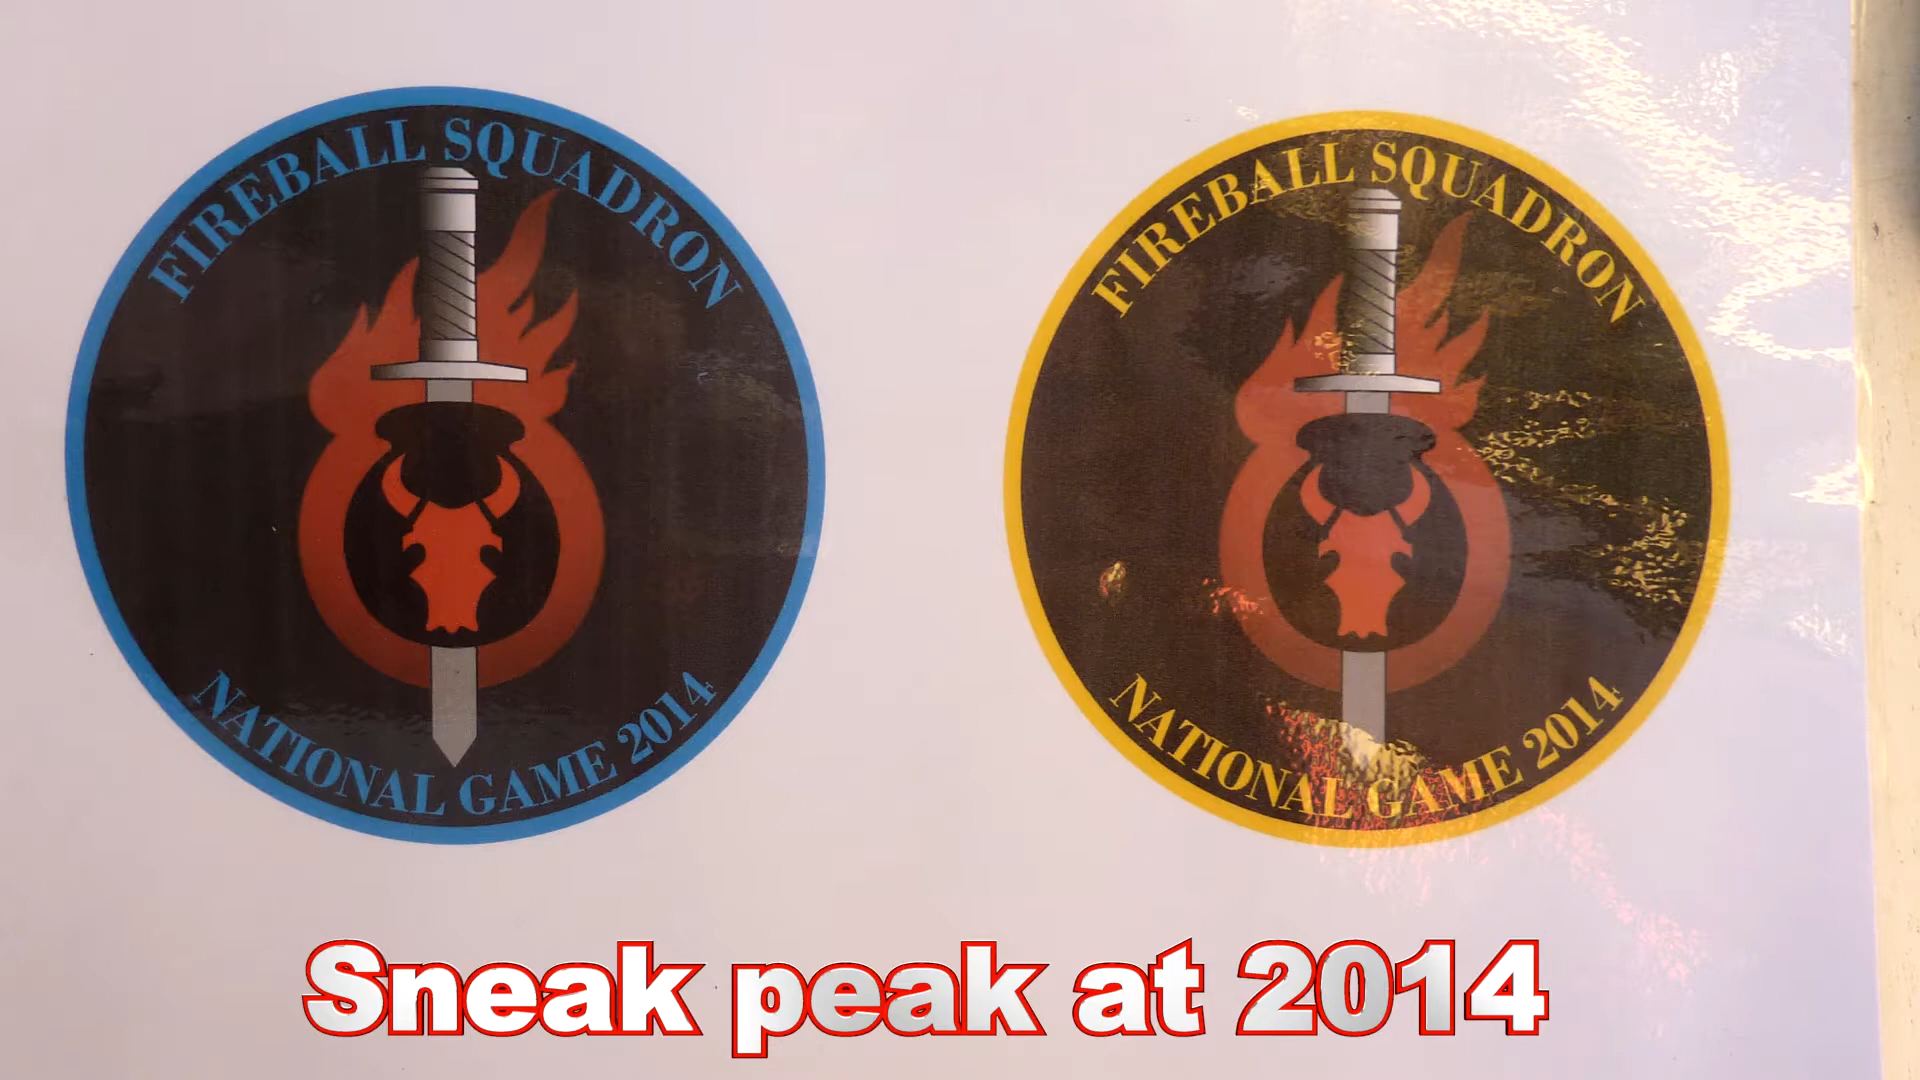 FIREBALL SQUADRON
NATIONAL GAME 2014
FIREBALL SQUADRON
NATIONAL GAME 2014
Sneak peak at 2014